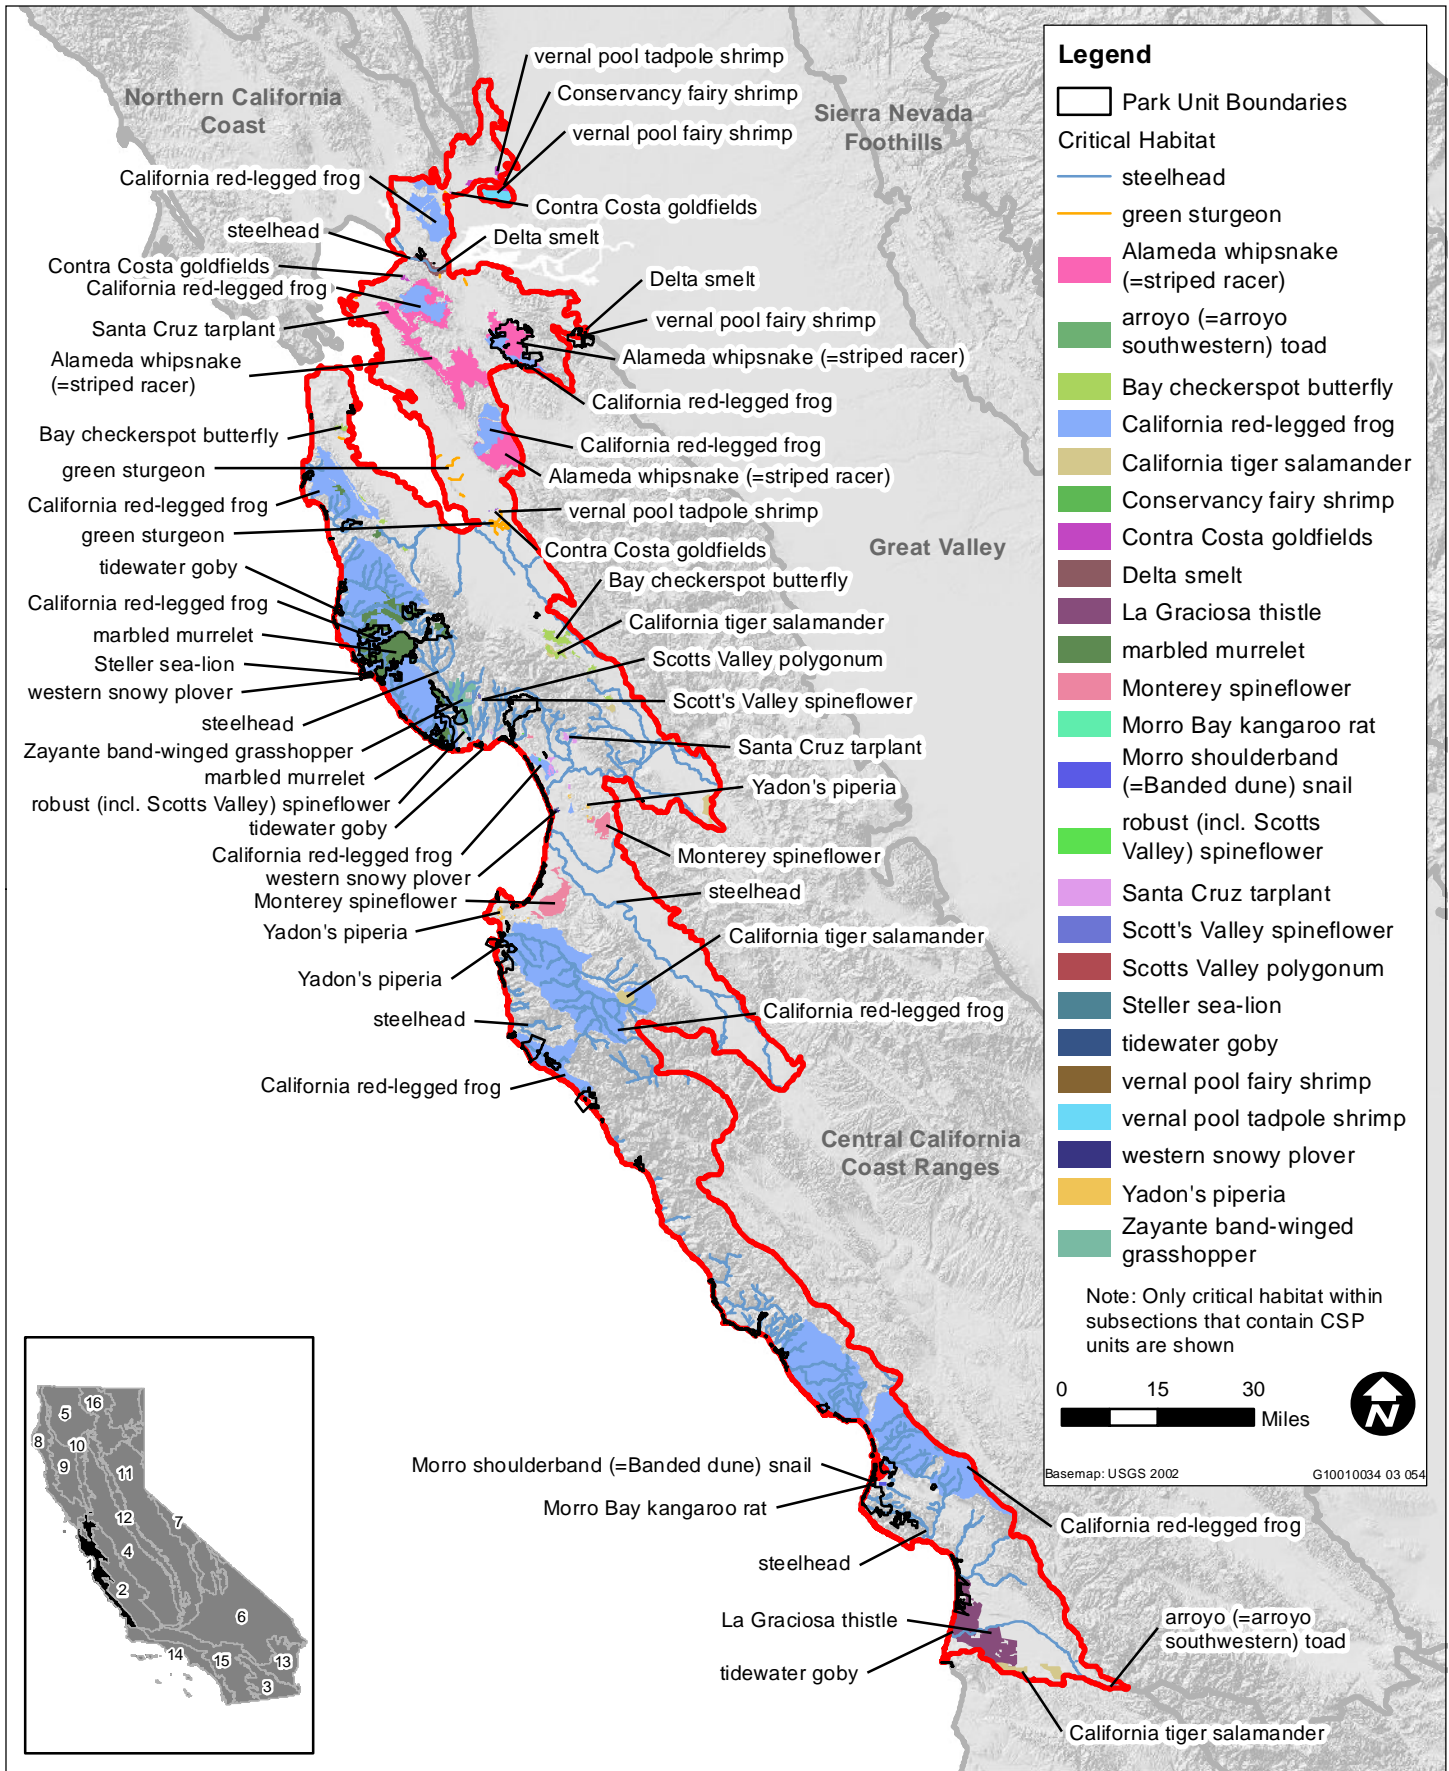 vernal pool tadpole shrimp
Conservancy fairy shrimp
vernal pool fairy shrimp
Northern California
Coast
Sierra Nevada
Foothills
California red-legged frog
Contra Costa goldfields
steelhead
Delta smelt
Contra Costa goldfields
California red-legged frog
Delta smelt
Santa Cruz tarplant
vernal pool fairy shrimp
Alameda whipsnake
(=striped racer)
Alameda whipsnake (=striped racer)
California red-legged frog
Bay checkerspot butterfly
California red-legged frog
green sturgeon
Alameda whipsnake (=striped racer)
California red-legged frog
vernal pool tadpole shrimp
green sturgeon
Contra Costa goldfields
Great Valley
tidewater goby
Bay checkerspot butterfly
California red-legged frog
California tiger salamander
marbled murrelet
Scotts Valley polygonum
Steller sea-lion
western snowy plover
Scott's Valley spineflower
steelhead
Zayante band-winged grasshopper
Santa Cruz tarplant
marbled murrelet
Yadon's piperia
robust (incl. Scotts Valley) spineflower
tidewater goby
California red-legged frog
Monterey spineflower
western snowy plover
steelhead
Monterey spineflower
Yadon's piperia
California tiger salamander
Yadon's piperia
California red-legged frog
steelhead
California red-legged frog
Central California
Coast Ranges
Morro shoulderband (=Banded dune) snail
Morro Bay kangaroo rat
California red-legged frog
steelhead
La Graciosa thistle
arroyo (=arroyo
southwestern) toad
tidewater goby
California tiger salamander
Legend
Park Unit Boundaries
Critical Habitat
steelhead
green sturgeon
Alameda whipsnake
(=striped racer)
arroyo (=arroyo
southwestern) toad
Bay checkerspot butterfly
California red-legged frog
California tiger salamander
Conservancy fairy shrimp
Contra Costa goldfields
Delta smelt
La Graciosa thistle
marbled murrelet
Monterey spineflower
Morro Bay kangaroo rat
Morro shoulderband
(=Banded dune) snail
robust (incl. Scotts
Valley) spineflower
Santa Cruz tarplant
Scott's Valley spineflower
Scotts Valley polygonum
Steller sea-lion
tidewater goby
vernal pool fairy shrimp
vernal pool tadpole shrimp
western snowy plover
Yadon's piperia
Zayante band-winged
grasshopper
Note: Only critical habitat within
subsections that contain CSP
units are shown
0 15 30
Miles
N
Basemap: USGS 2002 G10010034 03 054
16
5
8
10
9
11
12
7
4
1
2
6
14
15
13
3